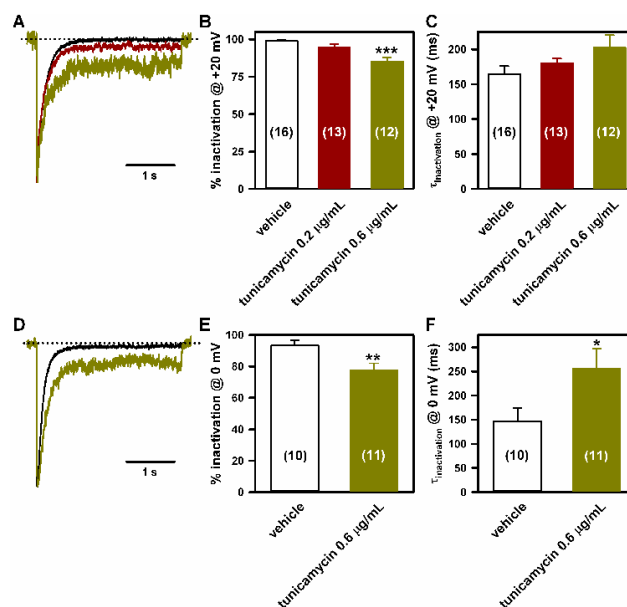 A
1 s
B
% inactivation @ +20 mV
100
75
50
25
0
***
(16)
(13)
(12)
vehicle
tunicamycin 0.2 μg/mL
tunicamycin 0.6 μg/mL
C
τinactivation @ +20 mV (ms)
200
150
100
50
0
(16)
(13)
(12)
vehicle
tunicamycin 0.2 μg/mL
tunicamycin 0.6 μg/mL
D
1 s
E
% inactivation @ 0 mV
100
80
60
40
20
0
**
(10)
(11)
vehicle
tunicamycin 0.6 μg/mL
F
τinactivation @ 0 mV (ms)
300
250
200
150
100
50
0
*
(10)
(11)
vehicle
tunicamycin 0.6 μg/mL